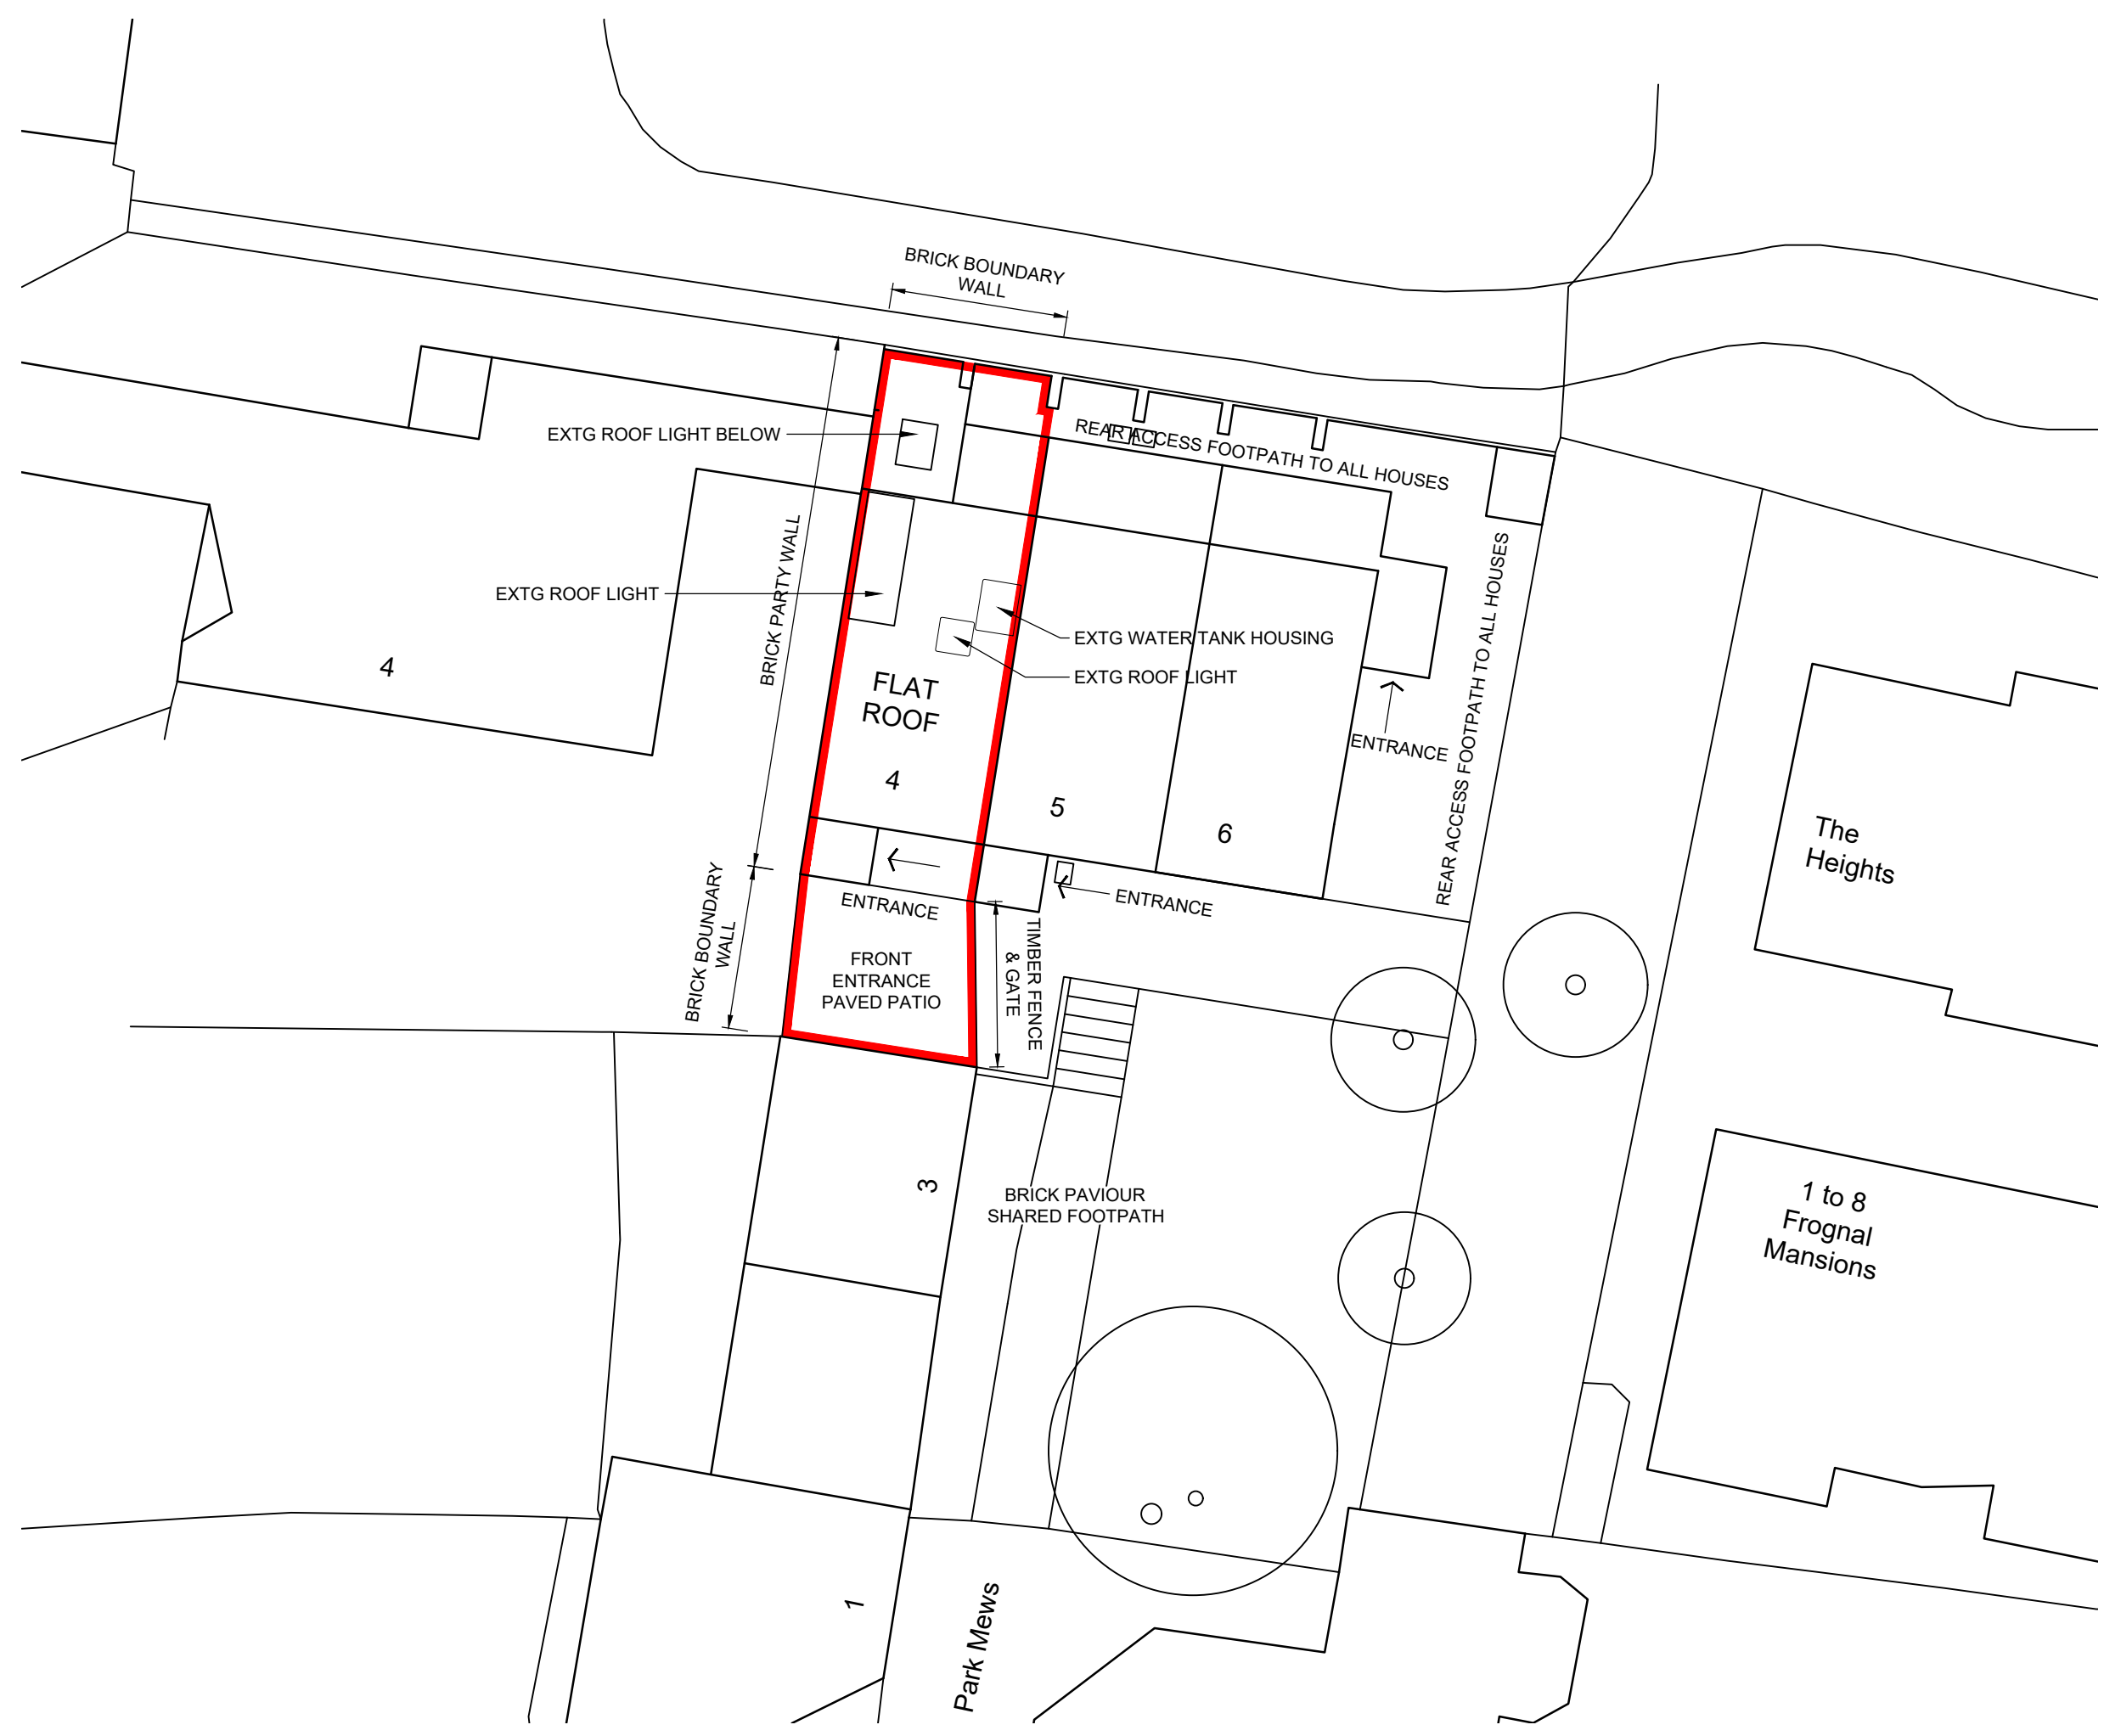 BRICK BOUNDARY
WALL
EXTG ROOF LIGHT BELOW
REAR ACCESS FOOTPATH TO ALL HOUSES
BRICK PARTY WALL
EXTG ROOF LIGHT
EXTG WATER TANK HOUSING
EXTG ROOF LIGHT
4
FLAT
ROOF
REAR ACCESS FOOTPATH TO ALL HOUSES
ENTRANCE
4
5
6
The
Heights
BRICK BOUNDARY
WALL
ENTRANCE
ENTRANCE
FRONT
ENTRANCE
PAVED PATIO
TIMBER FENCE
& GATE
3
BRICK PAVIOUR
SHARED FOOTPATH
1 to 8
Frognal
Mansions
1
Park Mews